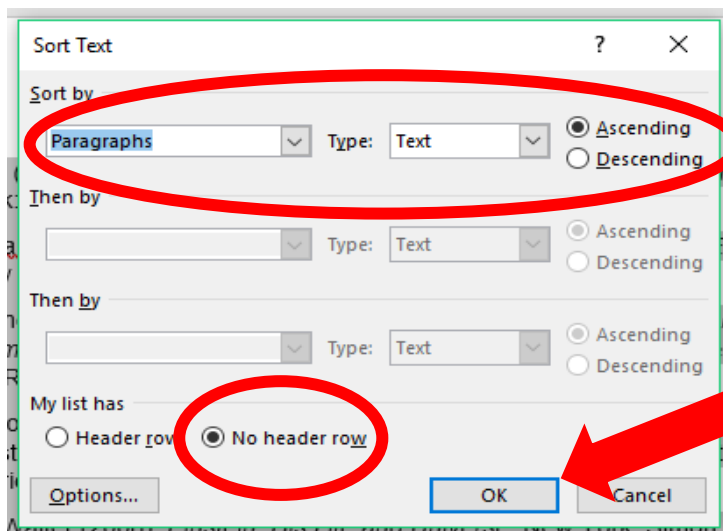 Sort Text ?
Sort by
Paragraphs Type: Text Ascending
Descending
Then by
Type: Text Ascending
Descending
Then by
Type: Text Ascending
Descending
My list has
Header row No header row
Options... OK Cancel